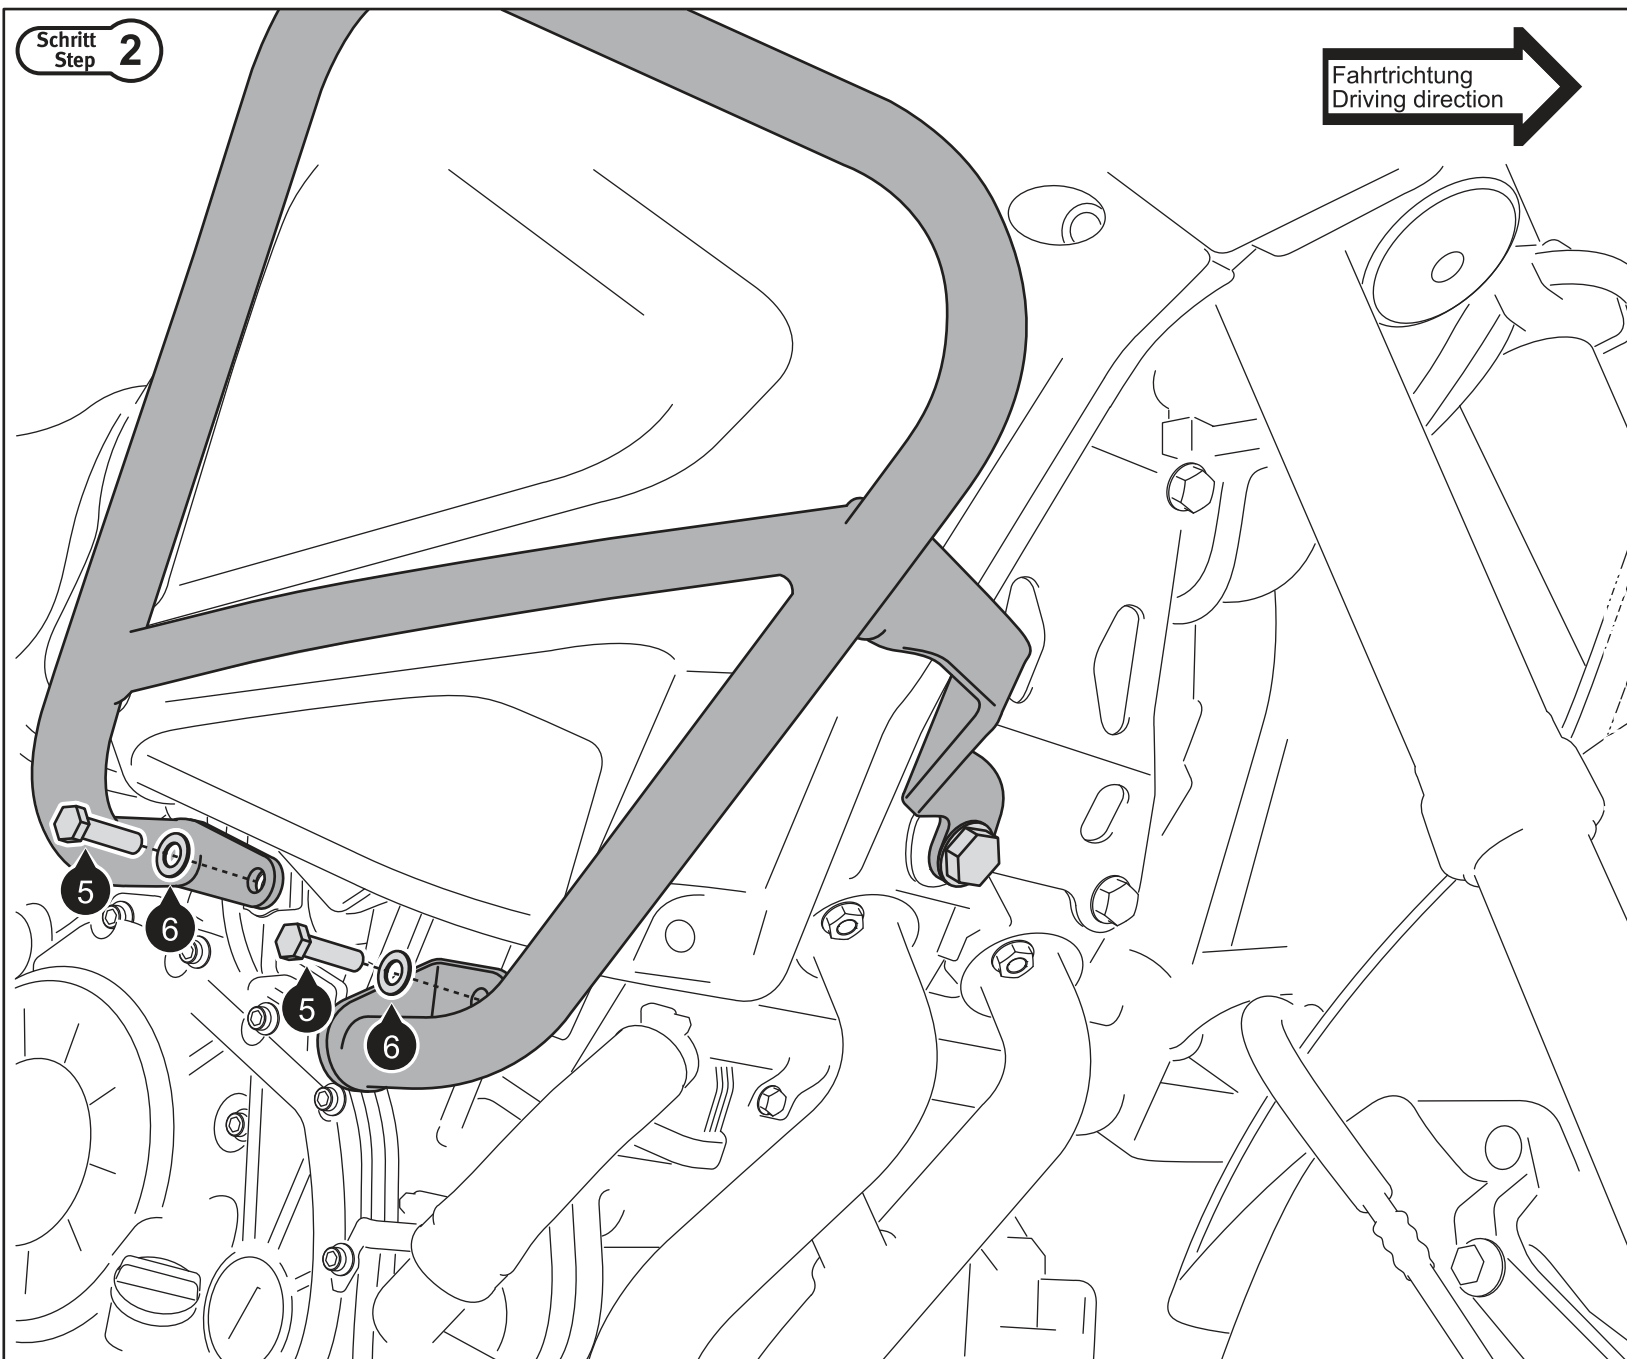 Schritt
Step 2
Fahrtrichtung
Driving direction
5
6
5
6